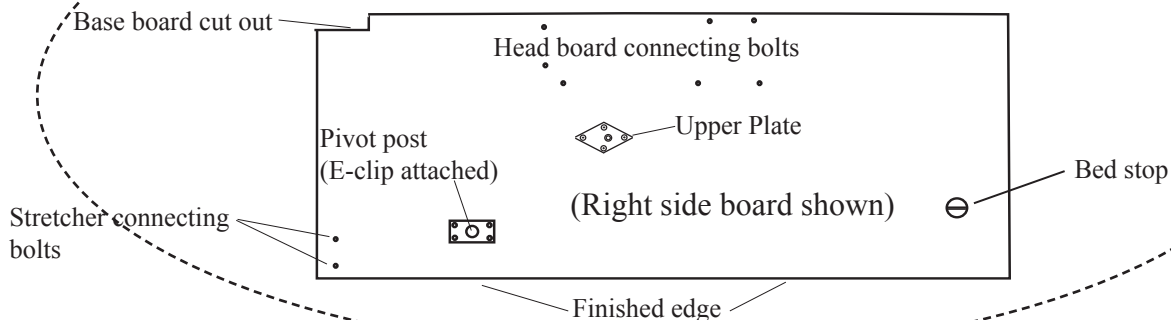 Base board cut out
Head board connecting bolts
Upper Plate
Pivot post
(E-clip attached)
Bed stop
(Right side board shown)
Stretcher connecting
bolts
Finished edge